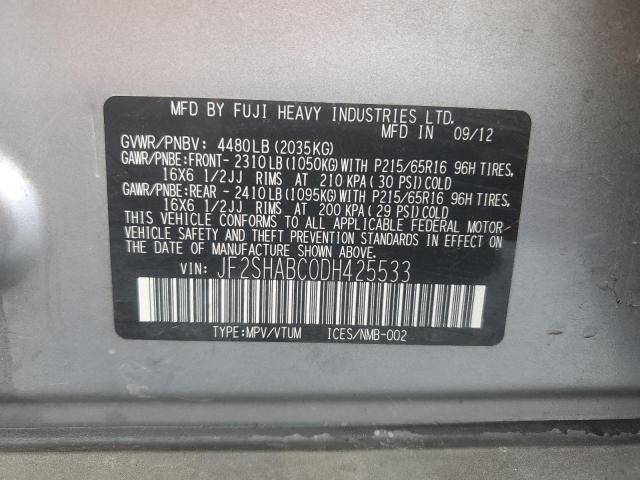 MFD BY FUJI HEAVY INDUSTRIES LTD.
MFD IN 09/12
GVWR/PNBV: 4480LB (2035KG)
GAWR/PNBE:FRONT- 2310LB(1050KG)WITH P215/65R16 96H TIRES,
16X6 1/2JJ RIMS AT 210 KPA ( 30 PSI)COLD
GAWR/PNBE:REAR - 2410LB(1095KG)WITH P215/65R16 96H TIRES,
16X6 1/2JJ RIMS AT 200 KPA ( 29 PSI) COLD
THIS VEHICLE CONFORMS TO ALL APPLICABLE FEDERAL MOTOR
VEHICLE SAFETY AND THEFT PREVENTION STANDARDS IN EFFECT ON
THE DATE OF MANUFACTURE SHOWN ABOVE.
VIN: JF2SHABC0DH425533
TYPE:MPV/VTUM ICES/NMB-002